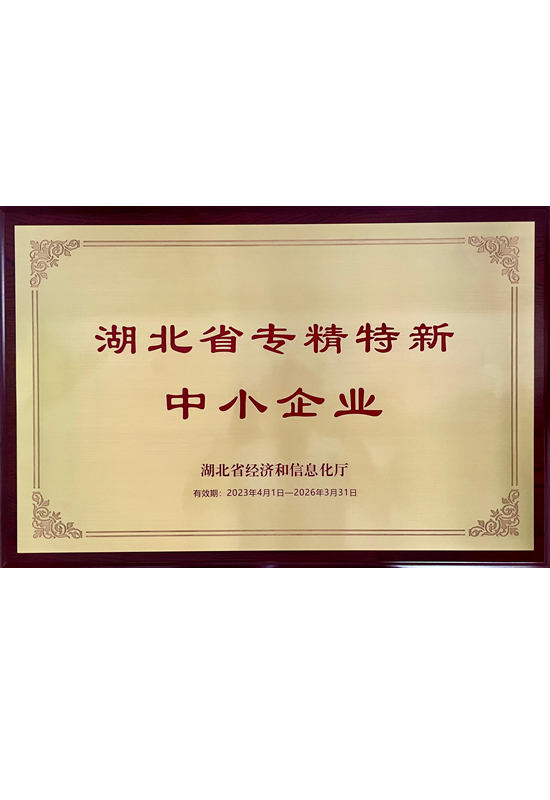 湖北省专精特新
中小企业
湖北省经济和信息化厅
有效期：2023年4月1日—2026年3月31日